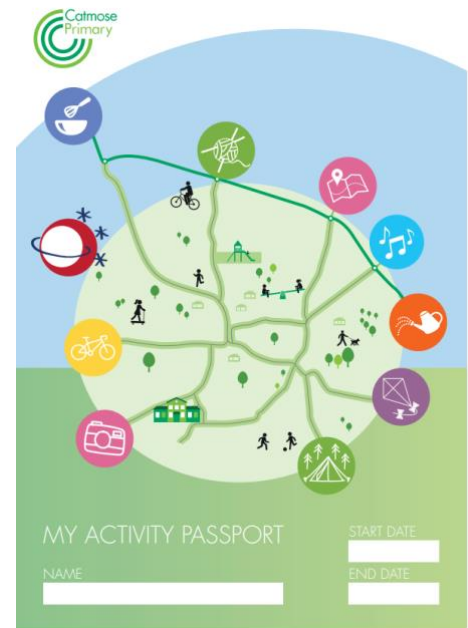 Catmose
Primary
MY ACTIVITY PASSPORT
NAME
START DATE
END DATE